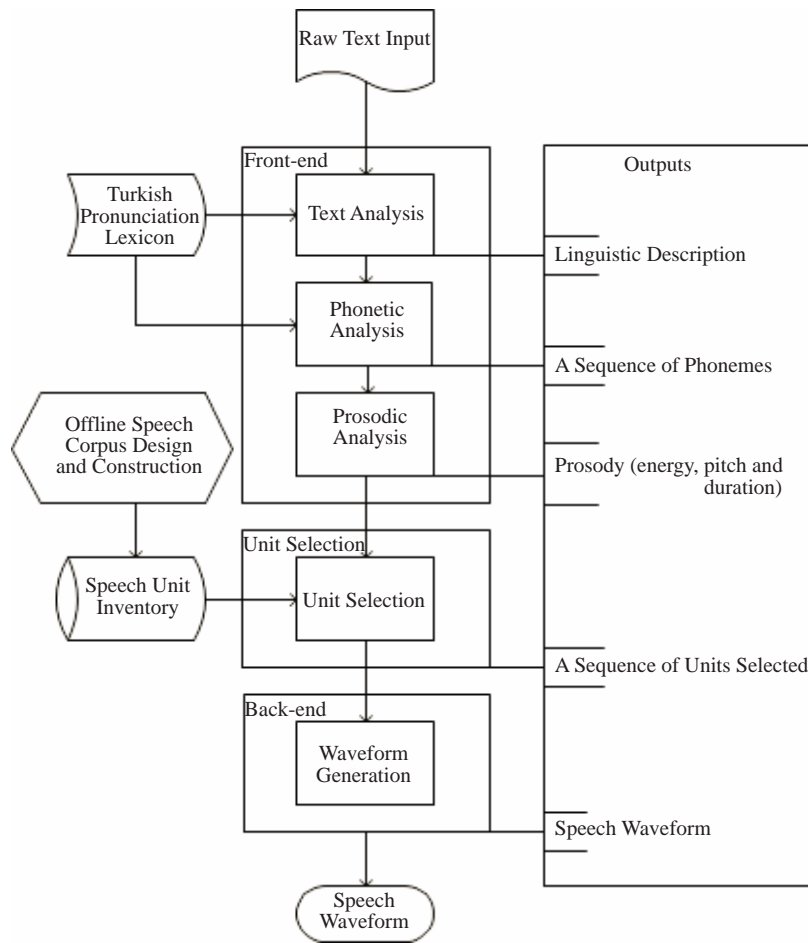 Raw Text Input
Front-end
Outputs
Turkish
Pronunciation
Lexicon
Text Analysis
Linguistic Description
Phonetic
Analysis
A Sequence of Phonemes
Offline Speech
Corpus Design
and Construction
Prosodic
Analysis
Prosody (energy, pitch and
duration)
Unit Selection
Speech Unit
Inventory
Unit Selection
A Sequence of Units Selected
Back-end
Waveform
Generation
Speech Waveform
Speech
Waveform